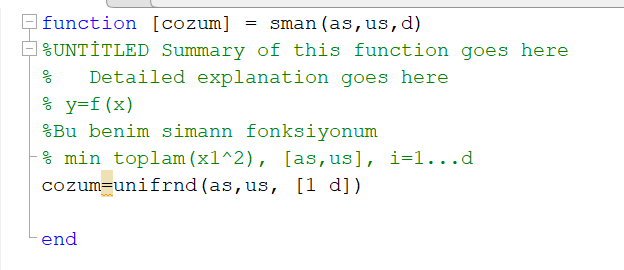 function [cozum] = sman(as,us,d)
%UNTİTLED Summary of this function goes here
%   Detailed explanation goes here
% y=f(x)
%Bu benim simann fonksiyonum
% min toplam(x1^2), [as,us], i=1...d
cozum=unifrnd(as,us, [1 d])
end